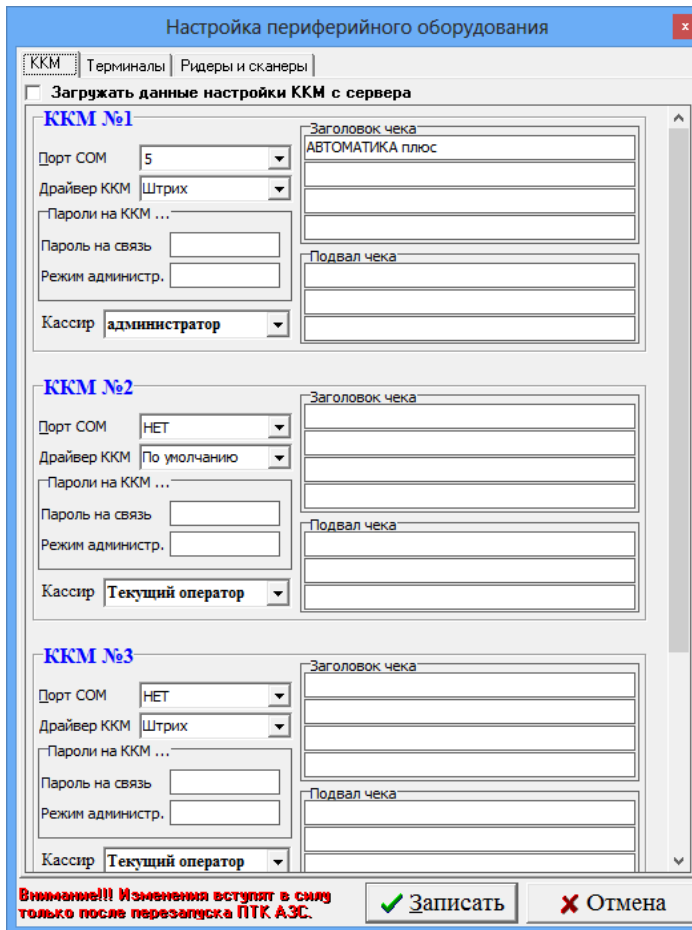 Настройка периферийного оборудования
x
ККМ
Терминалы
Ридеры и сканеры
Загружать данные настройки ККМ с сервера
ККМ №1
Порт COM 5
Драйвер ККМ Штрих
Пароли на ККМ ...
Пароль на связь
Режим администр.
Кассир администратор
Заголовок чека
АВТОМАТИКА плюс
Подвал чека
ККМ №2
Порт COM НЕТ
Драйвер ККМ По умолчанию
Пароли на ККМ ...
Пароль на связь
Режим администр.
Кассир Текущий оператор
Заголовок чека
Подвал чека
ККМ №3
Порт COM НЕТ
Драйвер ККМ Штрих
Пароли на ККМ ...
Пароль на связь
Режим администр.
Кассир Текущий оператор
Заголовок чека
Подвал чека
Внимание!!! Изменения вступят в силу
только после перезапуска ПТК АЗС.
Записать
Отмена